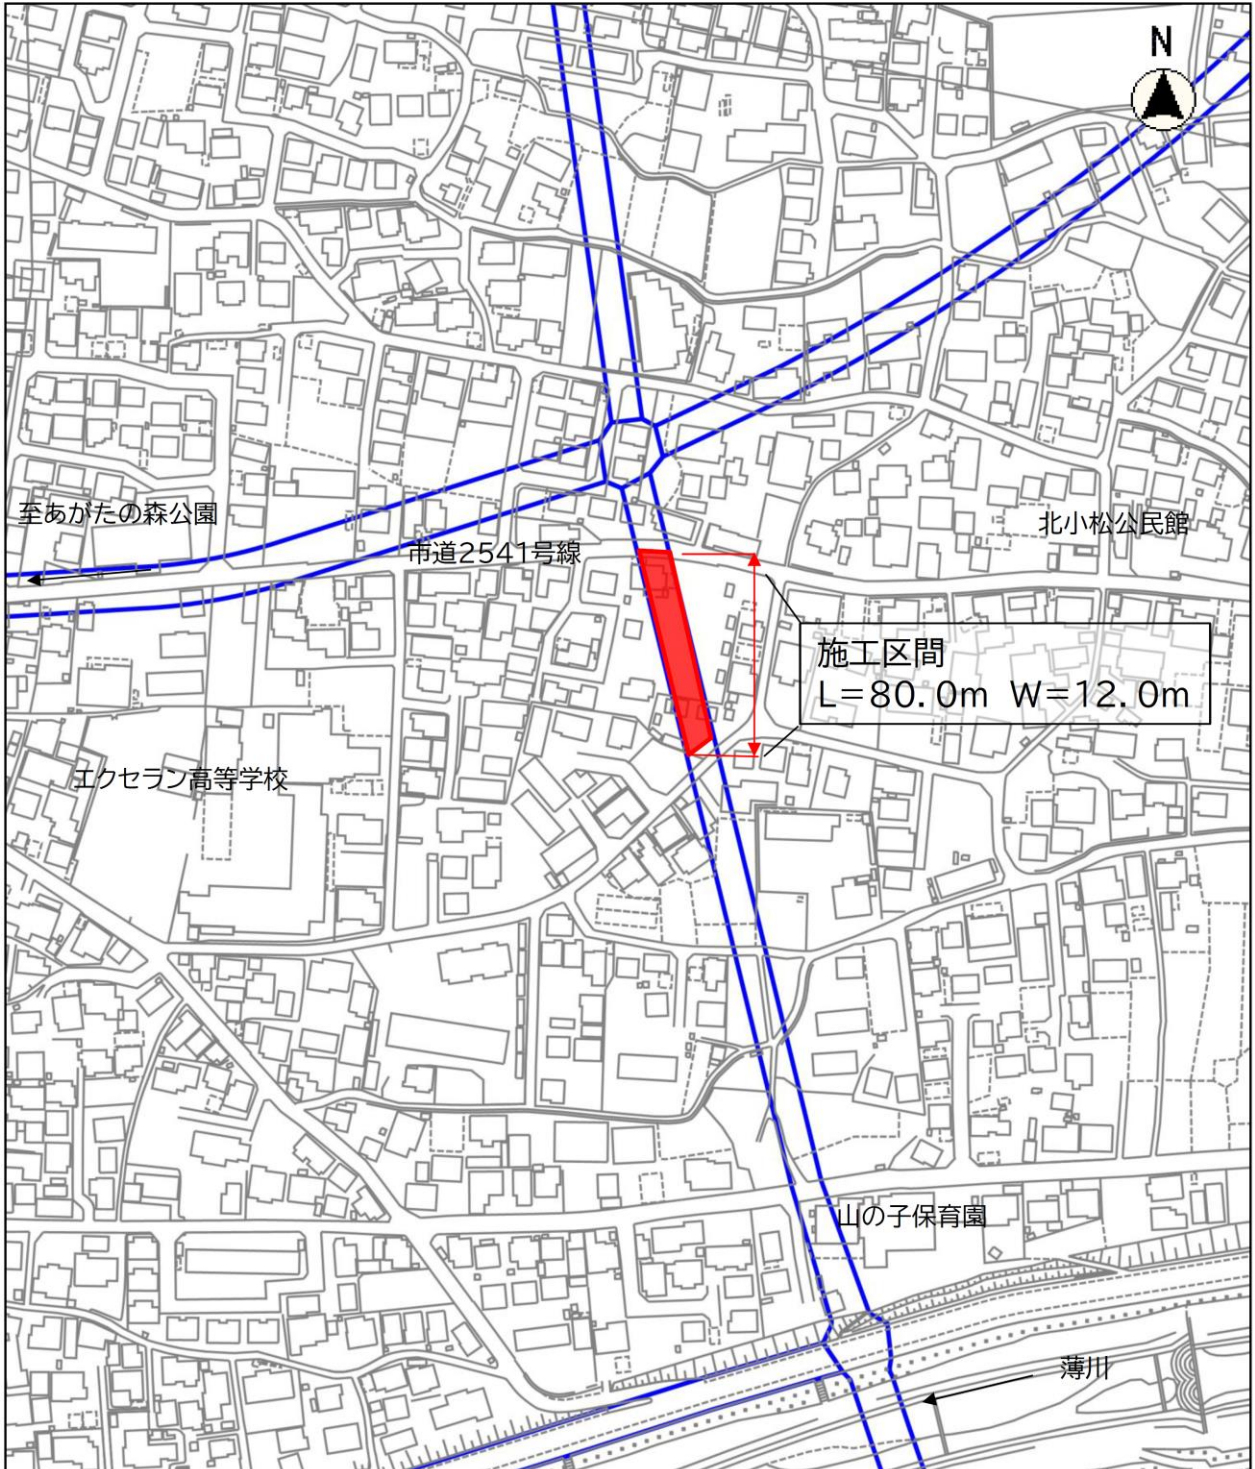 N
至あがたの森公園
北小松公民館
市道2541号線
施工区間
L=80.0m W=12.0m
エクセラン高等学校
山の子保育園
薄川